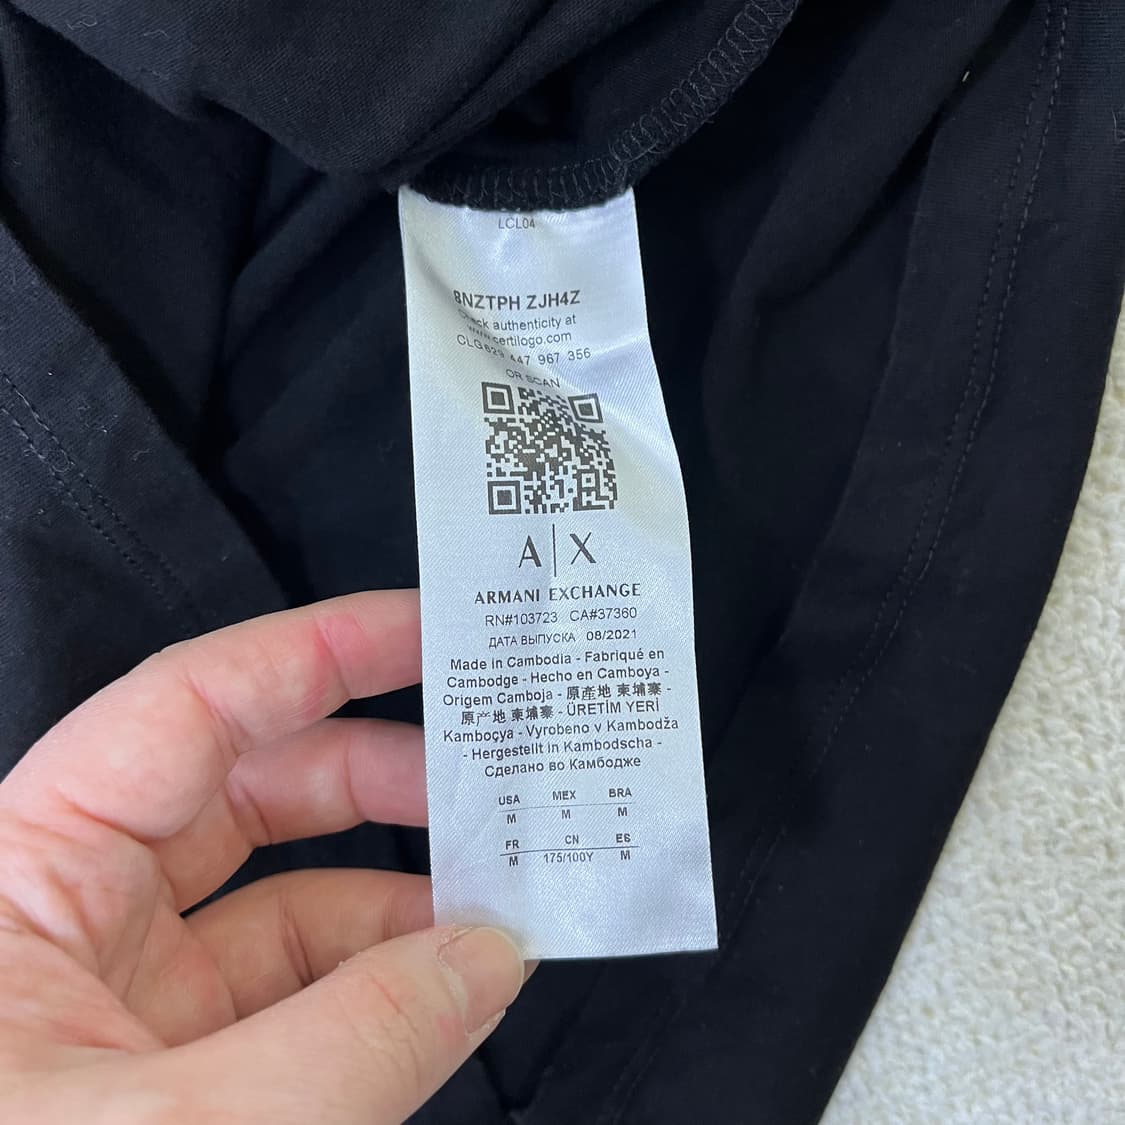 LCL04
8NZTPH ZJH4Z
Check authenticity at
www.certilogo.com
CLG 629 447 967 356
OR SCAN
A|X
ARMANI EXCHANGE
RN#103723 CA#37360
ДАТА ВЫПУСКА 08/2021
Made in Cambodia - Fabriqué en
Cambodge - Hecho en Camboya -
Origem Camboja - 原產地 柬埔寨 -
原产地 柬埔寨 - ÜRETİM YERİ
Kamboçya - Vyrobeno v Kambodža
- Hergestellt in Kambodscha -
Сделано во Камбодже
USA MEX BRA
M M M
FR CN ES
M 175/100Y M